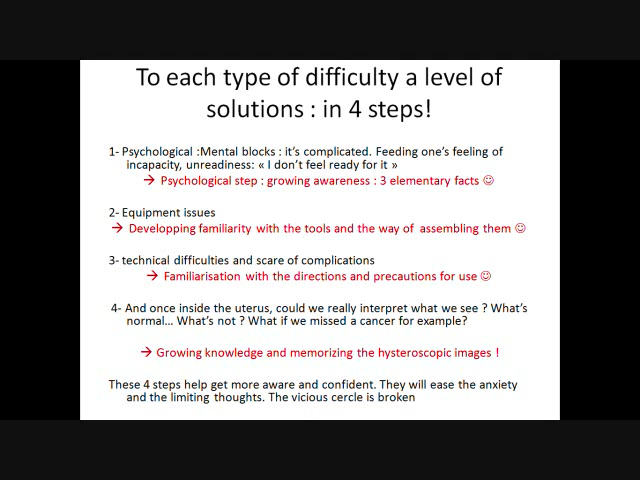 To each type of difficulty a level of
solutions : in 4 steps!
1- Psychological :Mental blocks : it’s complicated. Feeding one’s feeling of
incapacity, unreadiness: « I don’t feel ready for it »
→ Psychological step : growing awareness : 3 elementary facts ☺
2- Equipment issues
→ Developping familiarity with the tools and the way of assembling them ☺
3- technical difficulties and scare of complications
→ Familiarisation with the directions and precautions for use ☺
4- And once inside the uterus, could we really interpret what we see ? What’s
normal… What’s not ? What if we missed a cancer for example?
→ Growing knowledge and memorizing the hysteroscopic images !
These 4 steps help get more aware and confident. They will ease the anxiety
and the limiting thoughts. The vicious cercle is broken